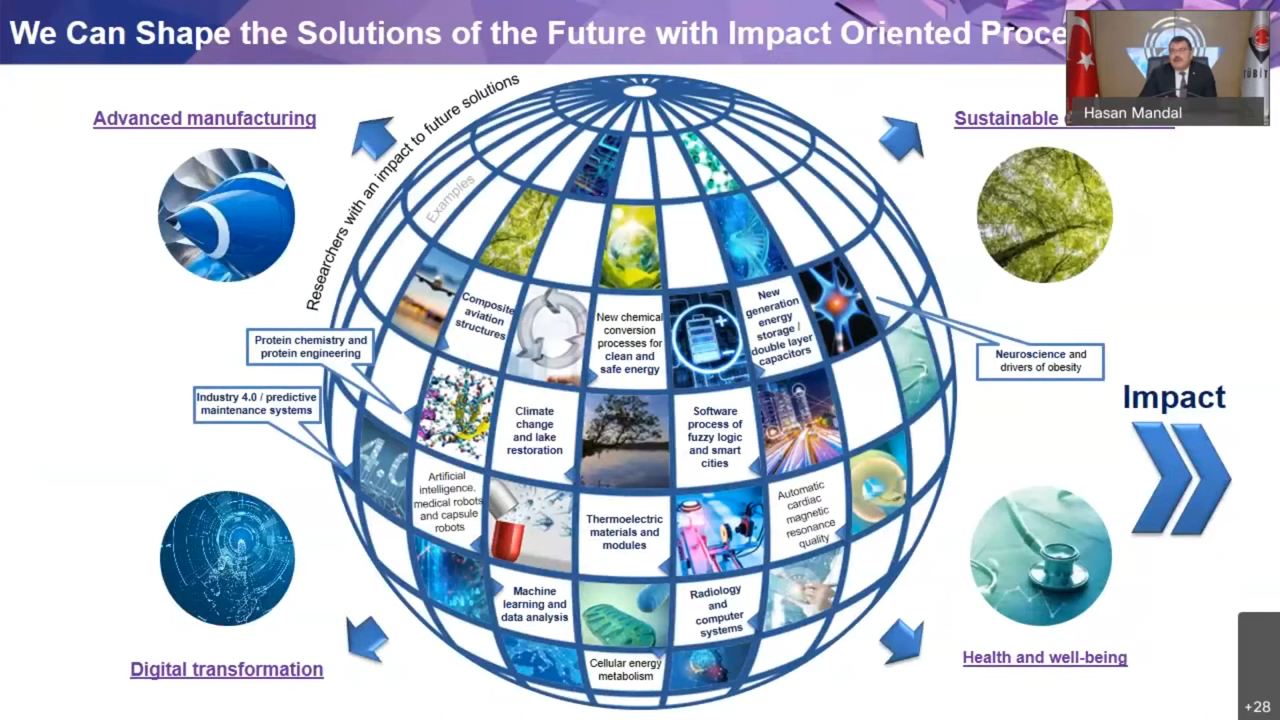 We Can Shape the Solutions of the Future with Impact Oriented
Hasan Mandal
Advanced manufacturing
Sustainable
Researchers with an impact to future solutions
Examples
Composite
aviation
structures
New chemical
conversion
processes for
clean and
safe energy
New
generation
energy
storage /
double layer
capacitors
Protein chemistry and
protein engineering
Neuroscience and
drivers of obesity
Industry 4.0 / predictive
maintenance systems
Impact
Climate
change
and lake
restoration
Software
process of
fuzzy logic
and smart
cities
4.0
Artificial
intelligence,
medical robots
and capsule
robots
Thermoelectric
materials and
modules
Automatic
cardiac
magnetic
resonance
quality
Machine
learning and
data analysis
Radiology
and
computer
systems
Cellular energy
metabolism
Digital transformation
Health and well-being
+28